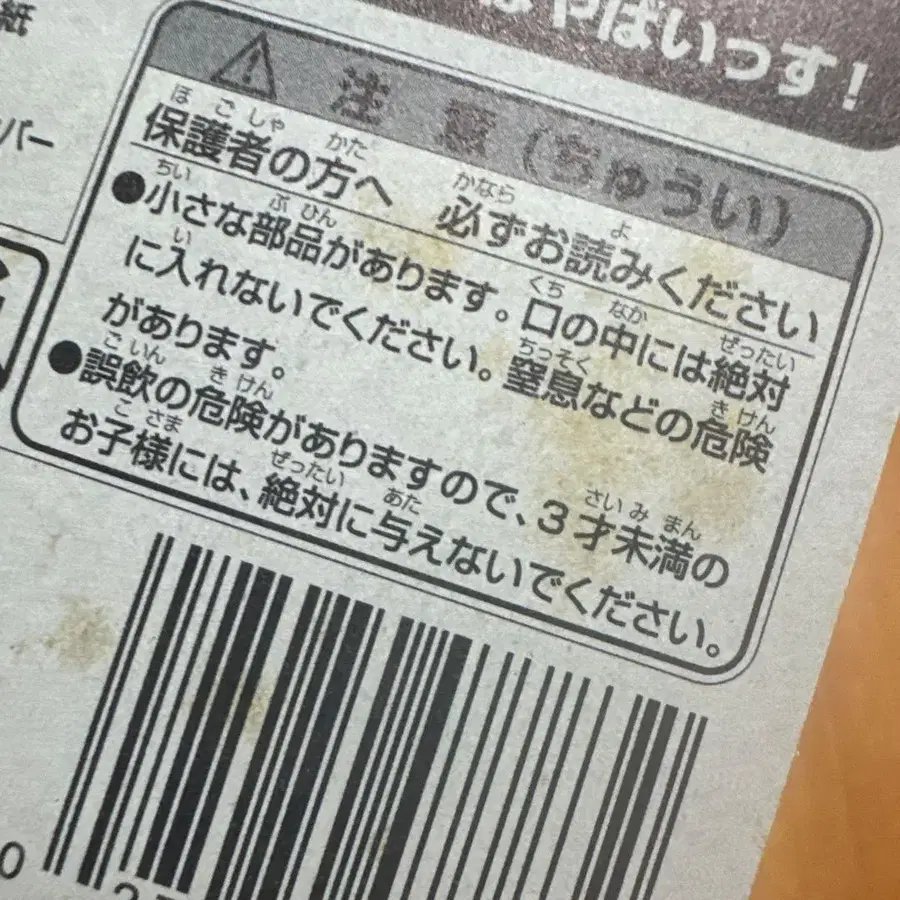 ばいっす!
紙
バー
⚠ 注意(ちゅうい)
保護者の方へ 必ずお読みください
●小さな部品があります。口の中には絶対
に入れないでください。窒息などの危険
があります。
●誤飲の危険がありますので、3才未満の
お子様には、絶対に与えないでください。
0